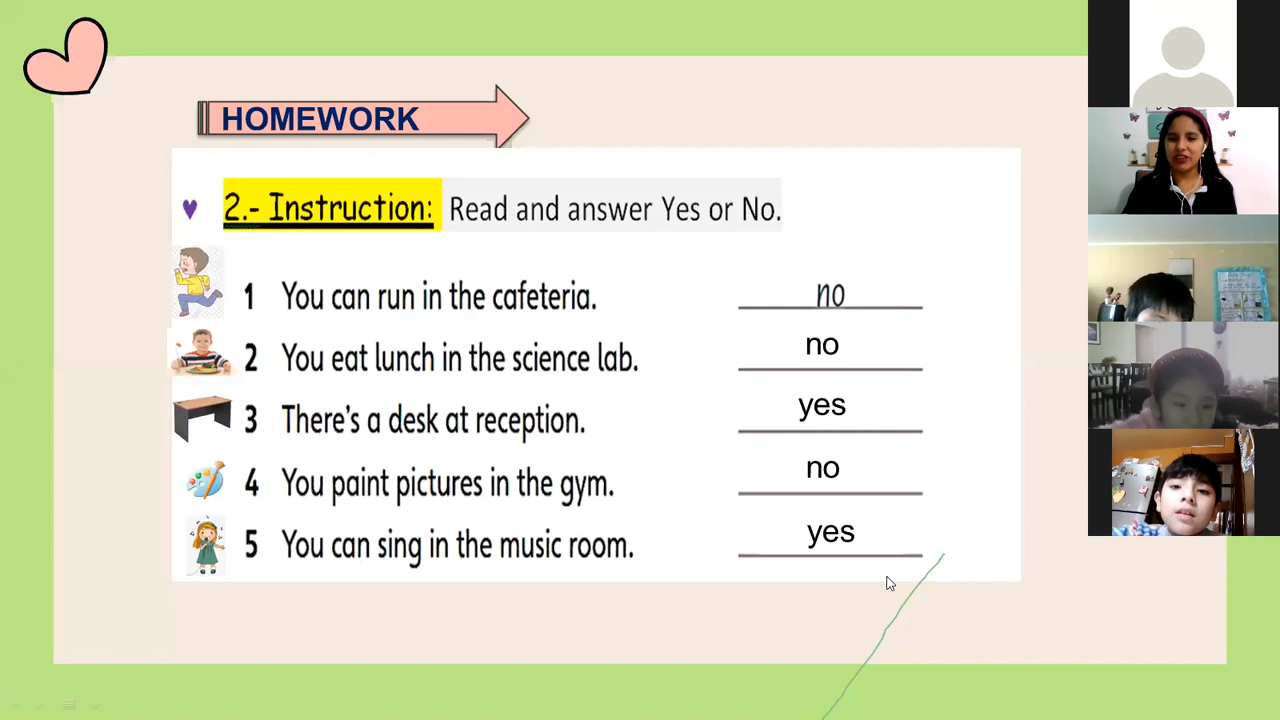 HOMEWORK
2.- Instruction: Read and answer Yes or No.
1 You can run in the cafeteria. no
2 You eat lunch in the science lab. no
3 There's a desk at reception. yes
4 You paint pictures in the gym. no
5 You can sing in the music room. yes